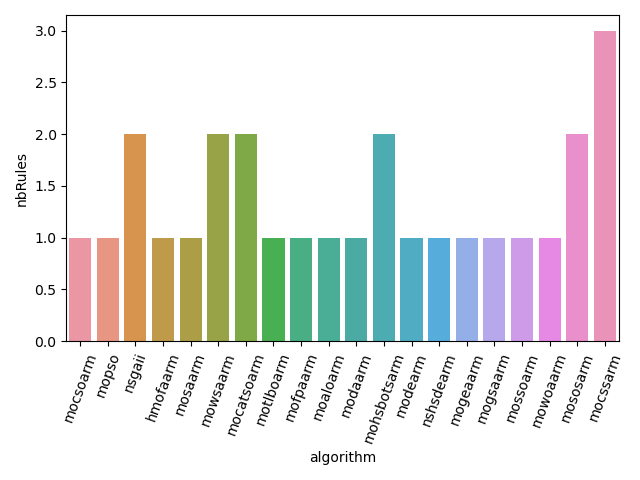 3.0
2.5
2.0
1.5
1.0
0.5
0.0
nbRules
mocsoarm
mopso
nsgaii
hmofaarm
mosaarm
mowsaarm
mocatsoarm
motlboarm
mofpaarm
moaloarm
modaarm
mohsbotsarm
modearm
nshsdearm
mogeaarm
mogsaarm
mossoarm
mowoaarm
mososarm
mocssarm
algorithm